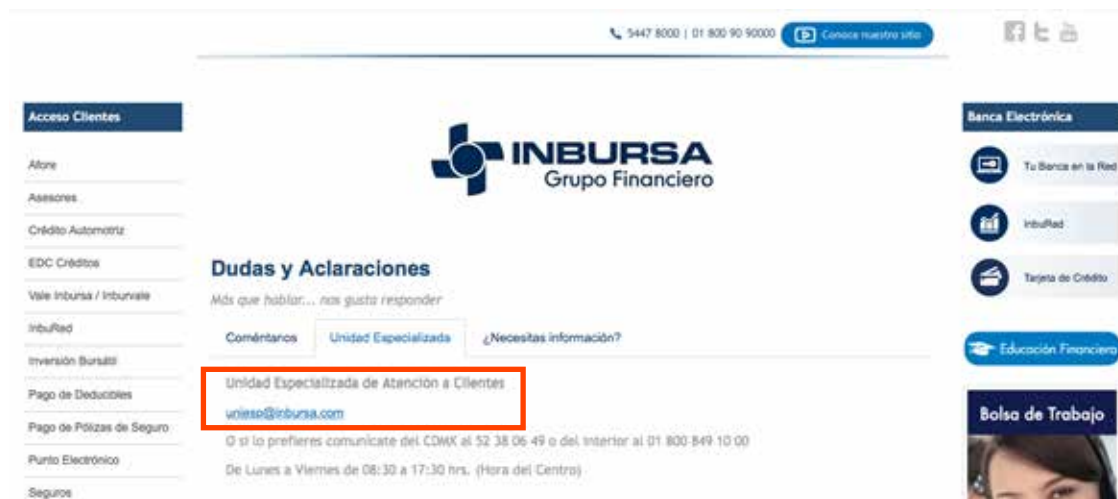 5447 8000 | 01 800 90 90000
Conoce nuestro sitio
Acceso Clientes
Afore
Asesores
Crédito Automotriz
EDC Créditos
Vale Inbursa / Inburvale
InbuRed
Inversión Bursátil
Pago de Deducibles
Pago de Pólizas de Seguro
Punto Electrónico
Seguros
INBURSA
Grupo Financiero
Dudas y Aclaraciones
Más que hablar... nos gusta responder
Coméntanos
Unidad Especializada
¿Necesitas información?
Unidad Especializada de Atención a Clientes
uniesp@inbursa.com
O si lo prefieres comunícate del CDMX al 52 38 06 49 o del interior al 01 800 849 10 00
De Lunes a Viernes de 08:30 a 17:30 hrs. (Hora del Centro)
Banca Electrónica
Tu Banca en la Red
InbuRed
Tarjeta de Crédito
Educación Financiera
Bolsa de Trabajo